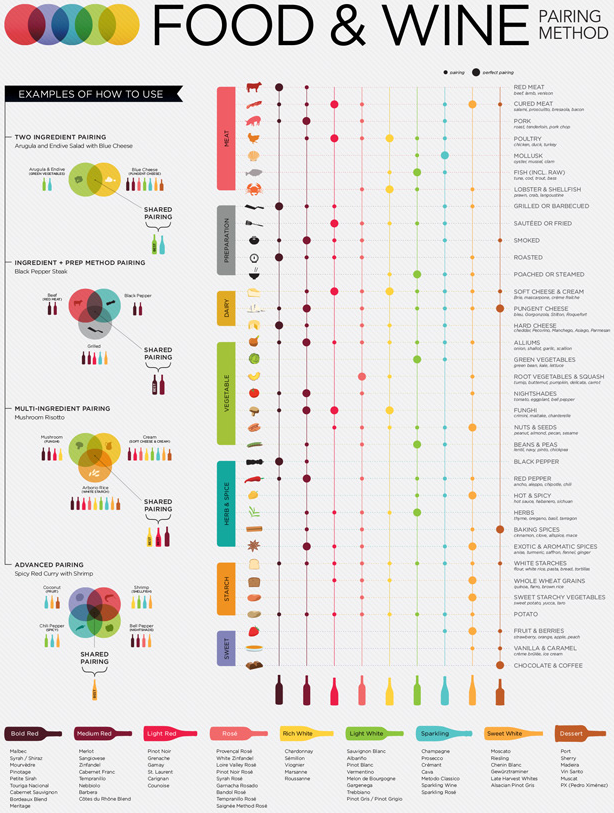 FOOD & WINE
PAIRING
METHOD
pairing
perfect pairing
EXAMPLES OF HOW TO USE
TWO INGREDIENT PAIRING
Arugula and Endive Salad with Blue Cheese
Arugula & Endive
(GREEN VEGETABLES)
Blue Cheese
(PUNGENT CHEESE)
SHARED
PAIRING
INGREDIENT + PREP METHOD PAIRING
Black Pepper Steak
Beef
(RED MEAT)
Black Pepper
Grilled
SHARED
PAIRING
MULTI-INGREDIENT PAIRING
Mushroom Risotto
Mushroom
(FUNGHI)
Cream
(SOFT CHEESE & CREAM)
Arborio Rice
(WHITE STARCH)
SHARED
PAIRING
ADVANCED PAIRING
Spicy Red Curry with Shrimp
Coconut
(FRUIT)
Shrimp
(SHELLFISH)
Chili Pepper
(SPICY)
Bell Pepper
(NIGHTSHADE)
SHARED
PAIRING
MEAT
PREPARATION
DAIRY
VEGETABLE
HERB & SPICE
STARCH
SWEET
RED MEAT
beef, lamb, venison
CURED MEAT
salami, prosciutto, bresaola, bacon
PORK
roast, tenderloin, pork chop
POULTRY
chicken, duck, turkey
MOLLUSK
oyster, mussel, clam
FISH (INCL. RAW)
tuna, cod, trout, bass
LOBSTER & SHELLFISH
prawn, crab, langoustine
GRILLED OR BARBECUED
SAUTÉED OR FRIED
SMOKED
ROASTED
POACHED OR STEAMED
SOFT CHEESE & CREAM
Brie, mascarpone, crème fraîche
PUNGENT CHEESE
bleu, Gorgonzola, Stilton, Roquefort
HARD CHEESE
cheddar, Pecorino, Manchego, Asiago, Parmesan
ALLIUMS
onion, shallot, garlic, scallion
GREEN VEGETABLES
green bean, kale, lettuce
ROOT VEGETABLES & SQUASH
turnip, butternut, pumpkin, delicata, carrot
NIGHTSHADES
tomato, eggplant, bell pepper
FUNGHI
crimini, maitake, chanterelle
NUTS & SEEDS
peanut, almond, pecan, sesame
BEANS & PEAS
lentil, navy, pinto, chickpea
BLACK PEPPER
RED PEPPER
ancho, aleppo, chipotle, chili
HOT & SPICY
hot sauce, habanero, sichuan
HERBS
thyme, oregano, basil, tarragon
BAKING SPICES
cinnamon, clove, allspice, mace
EXOTIC & AROMATIC SPICES
anise, turmeric, saffron, fennel, ginger
WHITE STARCHES
flour, white rice, pasta, bread, tortillas
WHOLE WHEAT GRAINS
quinoa, farro, brown rice
SWEET STARCHY VEGETABLES
sweet potato, yucca, taro
POTATO
FRUIT & BERRIES
strawberry, orange, apple, peach
VANILLA & CARAMEL
crème brûlée, ice cream
CHOCOLATE & COFFEE
Bold Red
Malbec
Syrah / Shiraz
Mourvèdre
Pinotage
Petite Sirah
Touriga Nacional
Cabernet Sauvignon
Bordeaux Blend
Meritage
Medium Red
Merlot
Sangiovese
Zinfandel
Cabernet Franc
Tempranillo
Nebbiolo
Barbera
Côtes du Rhône Blend
Light Red
Pinot Noir
Grenache
Gamay
St. Laurent
Carignan
Counoise
Rosé
Provençal Rosé
White Zinfandel
Loire Valley Rosé
Pinot Noir Rosé
Syrah Rosé
Garnacha Rosado
Bandol Rosé
Tempranillo Rosé
Saignée Method Rosé
Rich White
Chardonnay
Sémillon
Viognier
Marsanne
Roussanne
Light White
Sauvignon Blanc
Albariño
Pinot Blanc
Vermentino
Melon de Bourgogne
Garganega
Trebbiano
Pinot Gris / Pinot Grigio
Sparkling
Champagne
Prosecco
Crémant
Cava
Metodo Classico
Sparkling Wine
Sparkling Rosé
Sweet White
Moscato
Riesling
Chenin Blanc
Gewürztraminer
Late Harvest Whites
Alsacian Pinot Gris
Dessert
Port
Sherry
Madeira
Vin Santo
Muscat
PX (Pedro Ximénez)